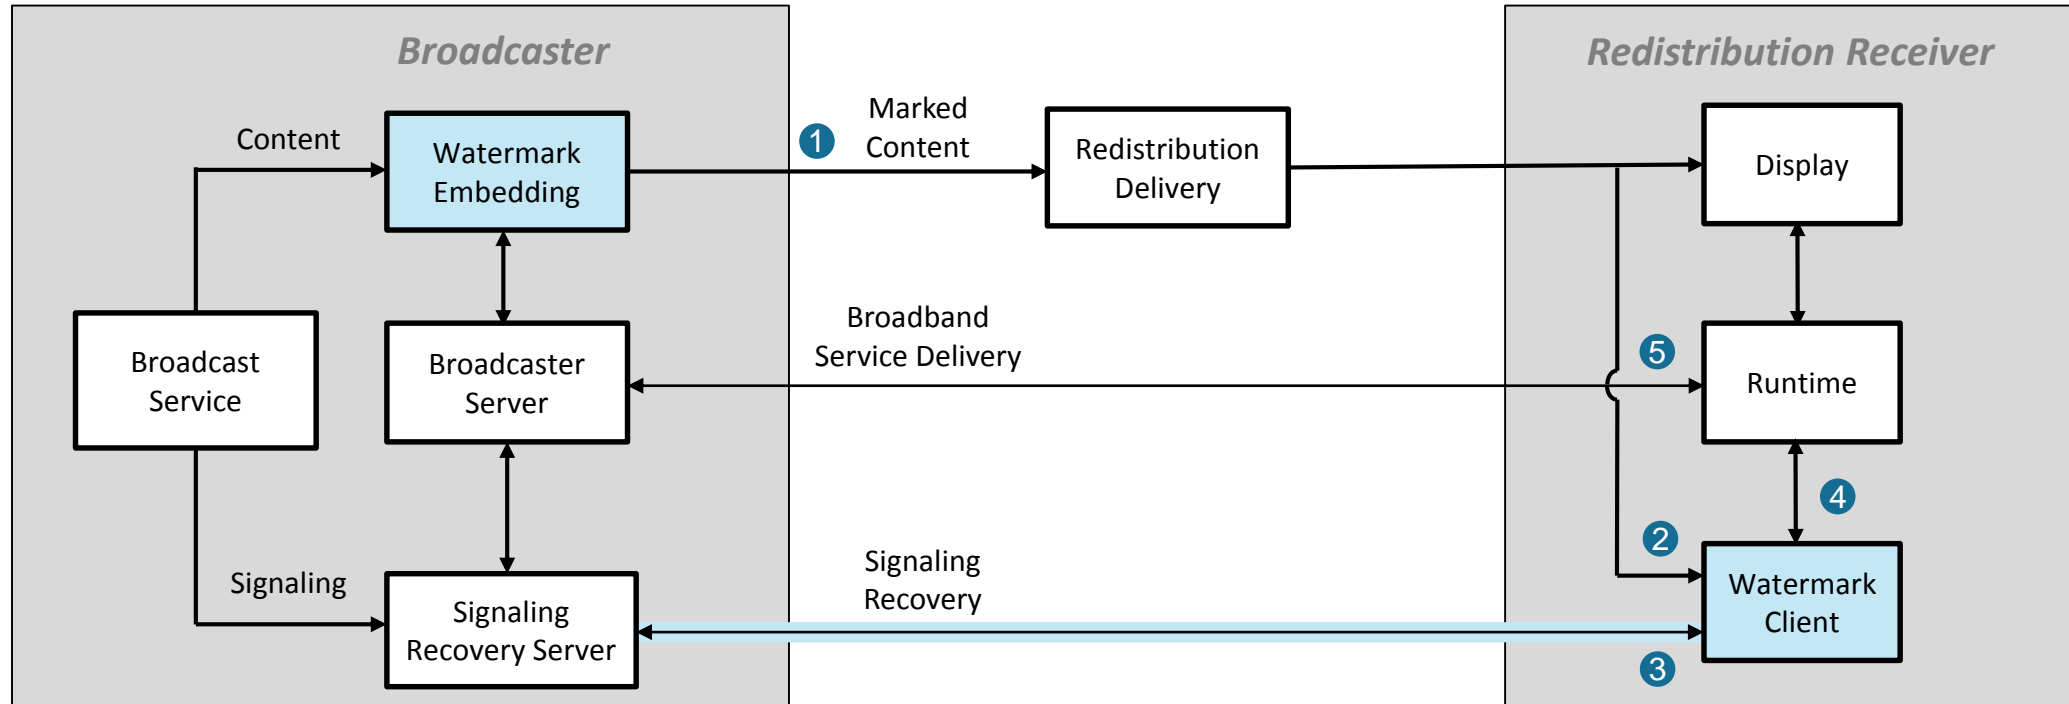 Broadcaster
Redistribution Receiver
Content
Watermark
Embedding
1
Marked
Content
Redistribution
Delivery
Display
Broadcast
Service
Broadcaster
Server
Broadband
Service Delivery
5
Runtime
4
Signaling
Signaling
Recovery Server
Signaling
Recovery
2
3
Watermark
Client